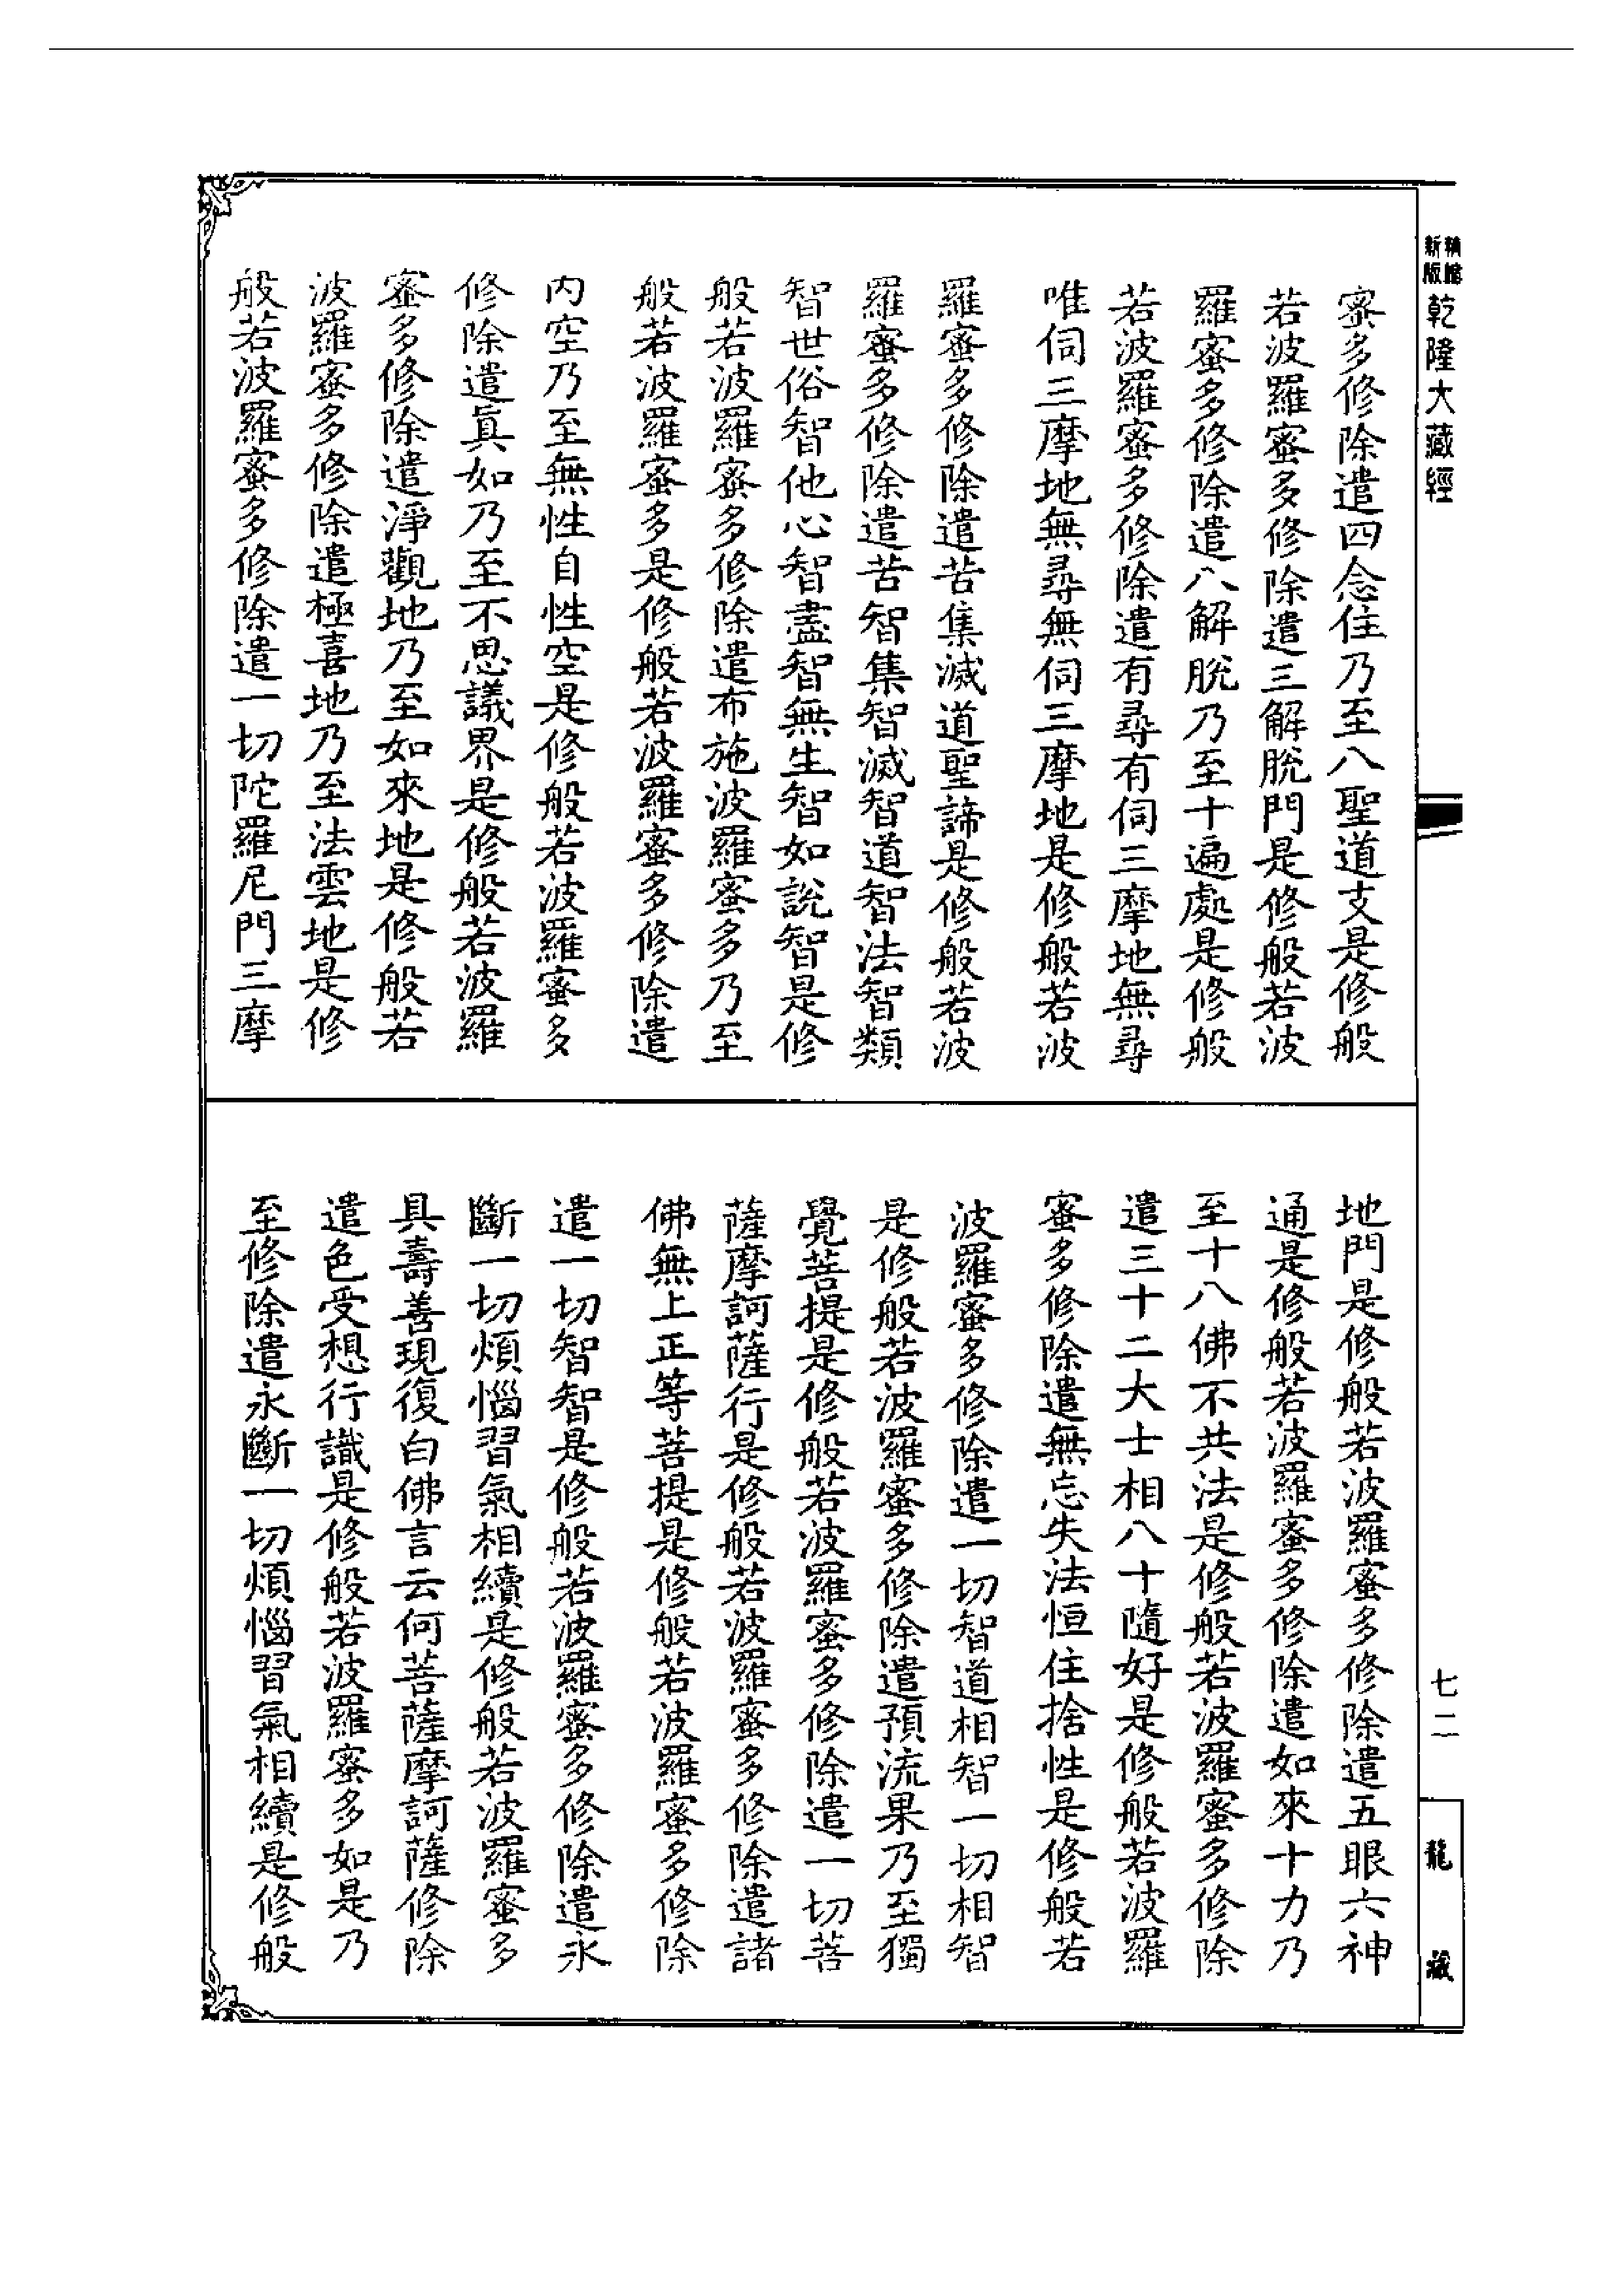 新版
精縮
乾隆大藏經
蜜多修除遣四念住乃至八聖道支是修般
若波羅蜜多修除遣三解脫門是修般若波
羅蜜多修除遣八解脫乃至十遍處是修般
若波羅蜜多修除遣有尋有伺三摩地無尋
唯伺三摩地無尋無伺三摩地是修般若波
羅蜜多修除遣苦集滅道聖諦是修般若波
羅蜜多修除遣苦智集智滅智道智法智類
智世俗智他心智盡智無生智如說智是修
般若波羅蜜多修除遣布施波羅蜜多乃至
般若波羅蜜多是修般若波羅蜜多修除遣
內空乃至無性自性空是修般若波羅蜜多
修除遣真如乃至不思議界是修般若波羅
蜜多修除遣淨觀地乃至如來地是修般若
波羅蜜多修除遣極喜地乃至法雲地是修
般若波羅蜜多修除遣一切陀羅尼門三摩
地門是修般若波羅蜜多修除遣五眼六神
通是修般若波羅蜜多修除遣如來十力乃
至十八佛不共法是修般若波羅蜜多修除
遣三十二大士相八十隨好是修般若波羅
蜜多修除遣無忘失法恒住捨性是修般若
波羅蜜多修除遣一切智道相智一切相智
是修般若波羅蜜多修除遣預流果乃至獨
覺菩提是修般若波羅蜜多修除遣一切菩
薩摩訶薩行是修般若波羅蜜多修除遣諸
佛無上正等菩提是修般若波羅蜜多修除
遣一切智智是修般若波羅蜜多修除遣永
斷一切煩惱習氣相續是修般若波羅蜜多
具壽善現復白佛言云何菩薩摩訶薩修除
遣色受想行識是修般若波羅蜜多如是乃
至修除遣永斷一切煩惱習氣相續是修般
七二
龍藏